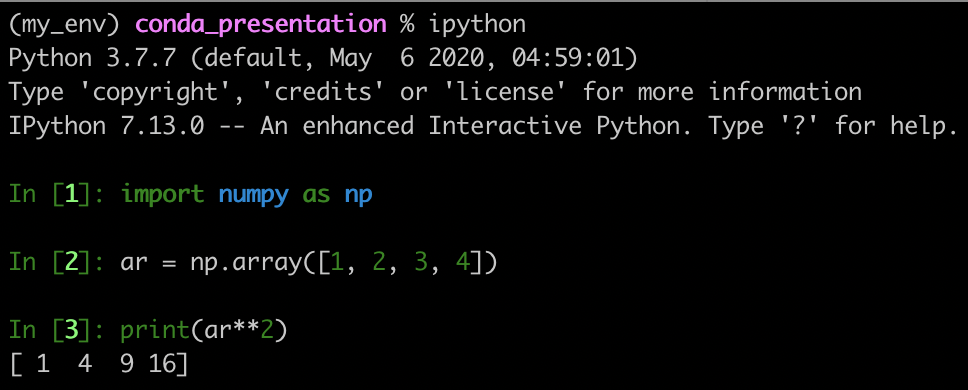 (my_env) conda_presentation % ipython
Python 3.7.7 (default, May  6 2020, 04:59:01)
Type 'copyright', 'credits' or 'license' for more information
IPython 7.13.0 -- An enhanced Interactive Python. Type '?' for help.
In [1]: import numpy as np
In [2]: ar = np.array([1, 2, 3, 4])
In [3]: print(ar**2)
[ 1  4  9 16]